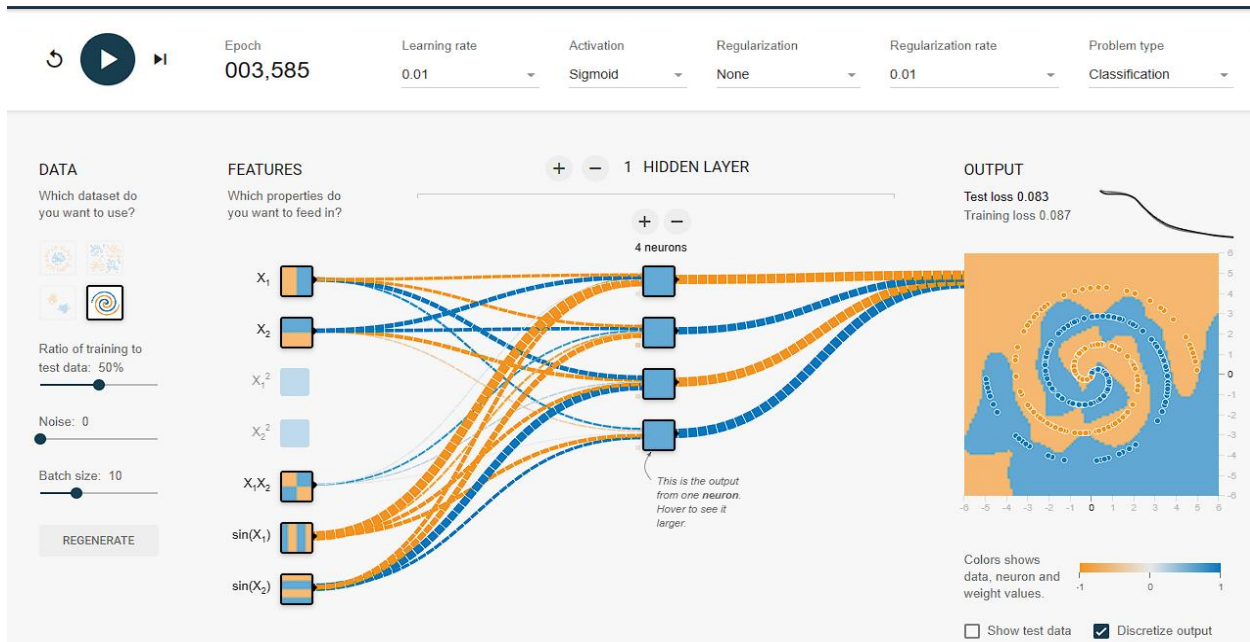 Epoch
003,585
Learning rate
0.01
Activation
Sigmoid
Regularization
None
Regularization rate
0.01
Problem type
Classification
DATA
Which dataset do
you want to use?
Ratio of training to
test data: 50%
Noise: 0
Batch size: 10
REGENERATE
FEATURES
Which properties do
you want to feed in?
X₁
X₂
X₁²
X₂²
X₁X₂
sin(X₁)
sin(X₂)
+ − 1 HIDDEN LAYER
+ −
4 neurons
This is the output
from one neuron.
Hover to see it
larger.
OUTPUT
Test loss 0.083
Training loss 0.087
6
5
4
3
2
1
0
-1
-2
-3
-4
-5
-6
-6 -5 -4 -3 -2 -1 0 1 2 3 4 5 6
Colors shows
data, neuron and
weight values.
-1 0 1
Show test data
Discretize output